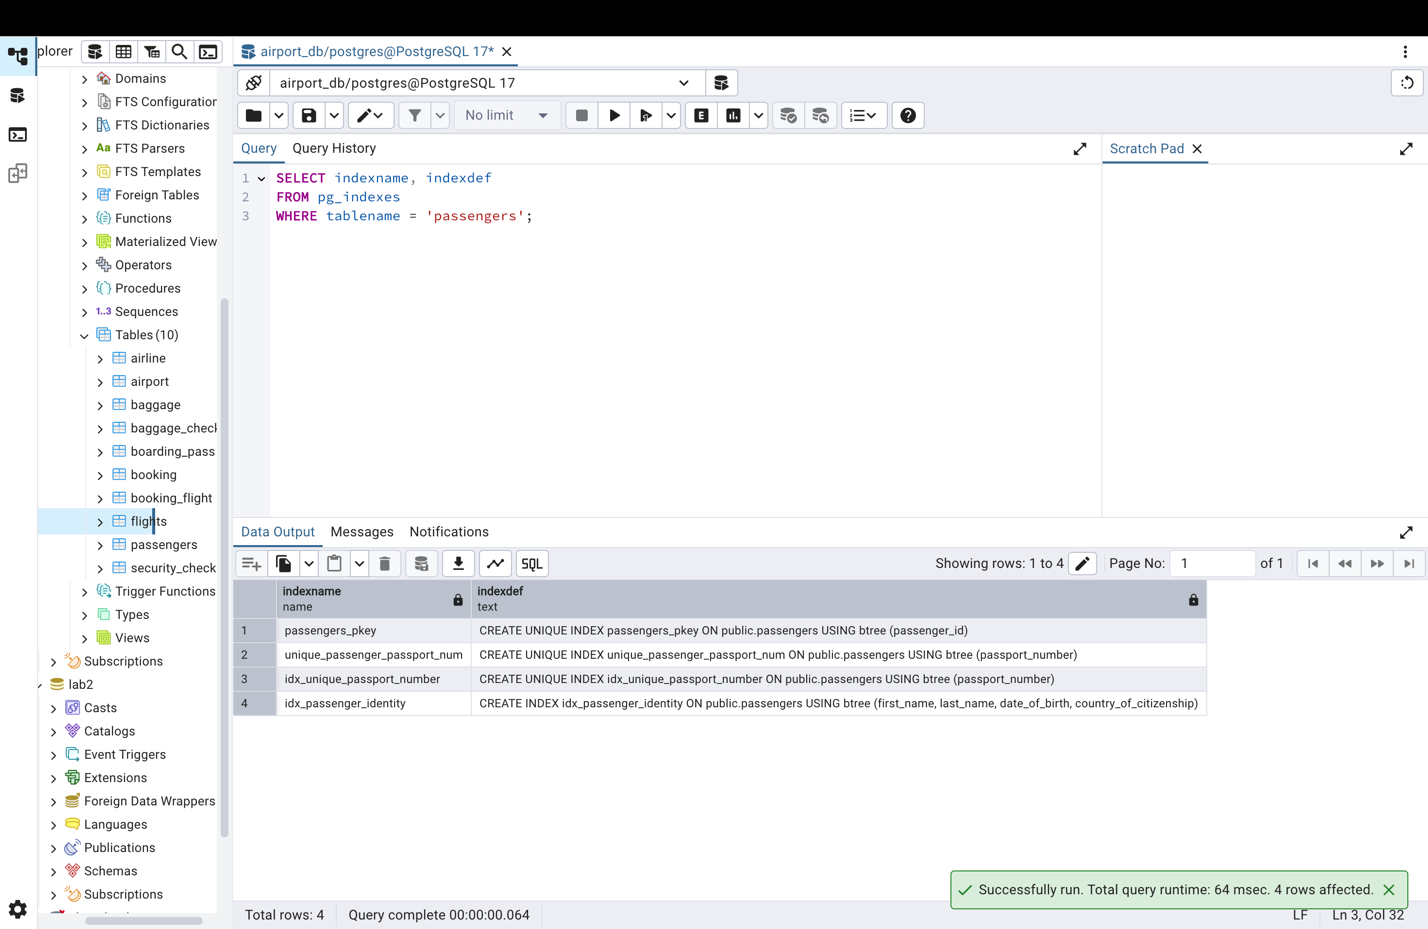 plorer
airport_db/postgres@PostgreSQL 17*
airport_db/postgres@PostgreSQL 17
No limit
E
Query
Query History
Scratch Pad
1
SELECT indexname, indexdef
2
FROM pg_indexes
3
WHERE tablename = 'passengers';
Domains
FTS Configuration
FTS Dictionaries
Aa FTS Parsers
FTS Templates
Foreign Tables
Functions
Materialized View
Operators
Procedures
1..3 Sequences
Tables (10)
airline
airport
baggage
baggage_check
boarding_pass
booking
booking_flight
flights
passengers
security_check
Trigger Functions
Types
Views
Subscriptions
lab2
Casts
Catalogs
Event Triggers
Extensions
Foreign Data Wrappers
Languages
Publications
Schemas
Subscriptions
Data Output
Messages
Notifications
SQL
Showing rows: 1 to 4
Page No:
1
of 1
indexname
name
indexdef
text
1 passengers_pkey CREATE UNIQUE INDEX passengers_pkey ON public.passengers USING btree (passenger_id)
2 unique_passenger_passport_num CREATE UNIQUE INDEX unique_passenger_passport_num ON public.passengers USING btree (passport_number)
3 idx_unique_passport_number CREATE UNIQUE INDEX idx_unique_passport_number ON public.passengers USING btree (passport_number)
4 idx_passenger_identity CREATE INDEX idx_passenger_identity ON public.passengers USING btree (first_name, last_name, date_of_birth, country_of_citizenship)
Successfully run. Total query runtime: 64 msec. 4 rows affected.
Total rows: 4
Query complete 00:00:00.064
LF
Ln 3, Col 32